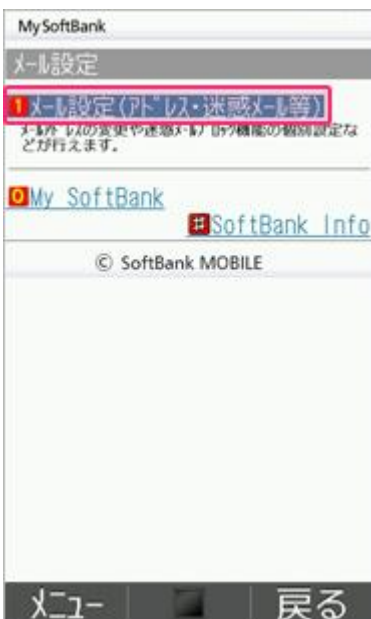 My SoftBank
メール設定
1メール設定(アドレス・迷惑メール等)
メールアドレスの変更や迷惑メールブロック機能の個別設定な
どが行えます。
0My SoftBank
#SoftBank Info
© SoftBank MOBILE
メニュー 戻る